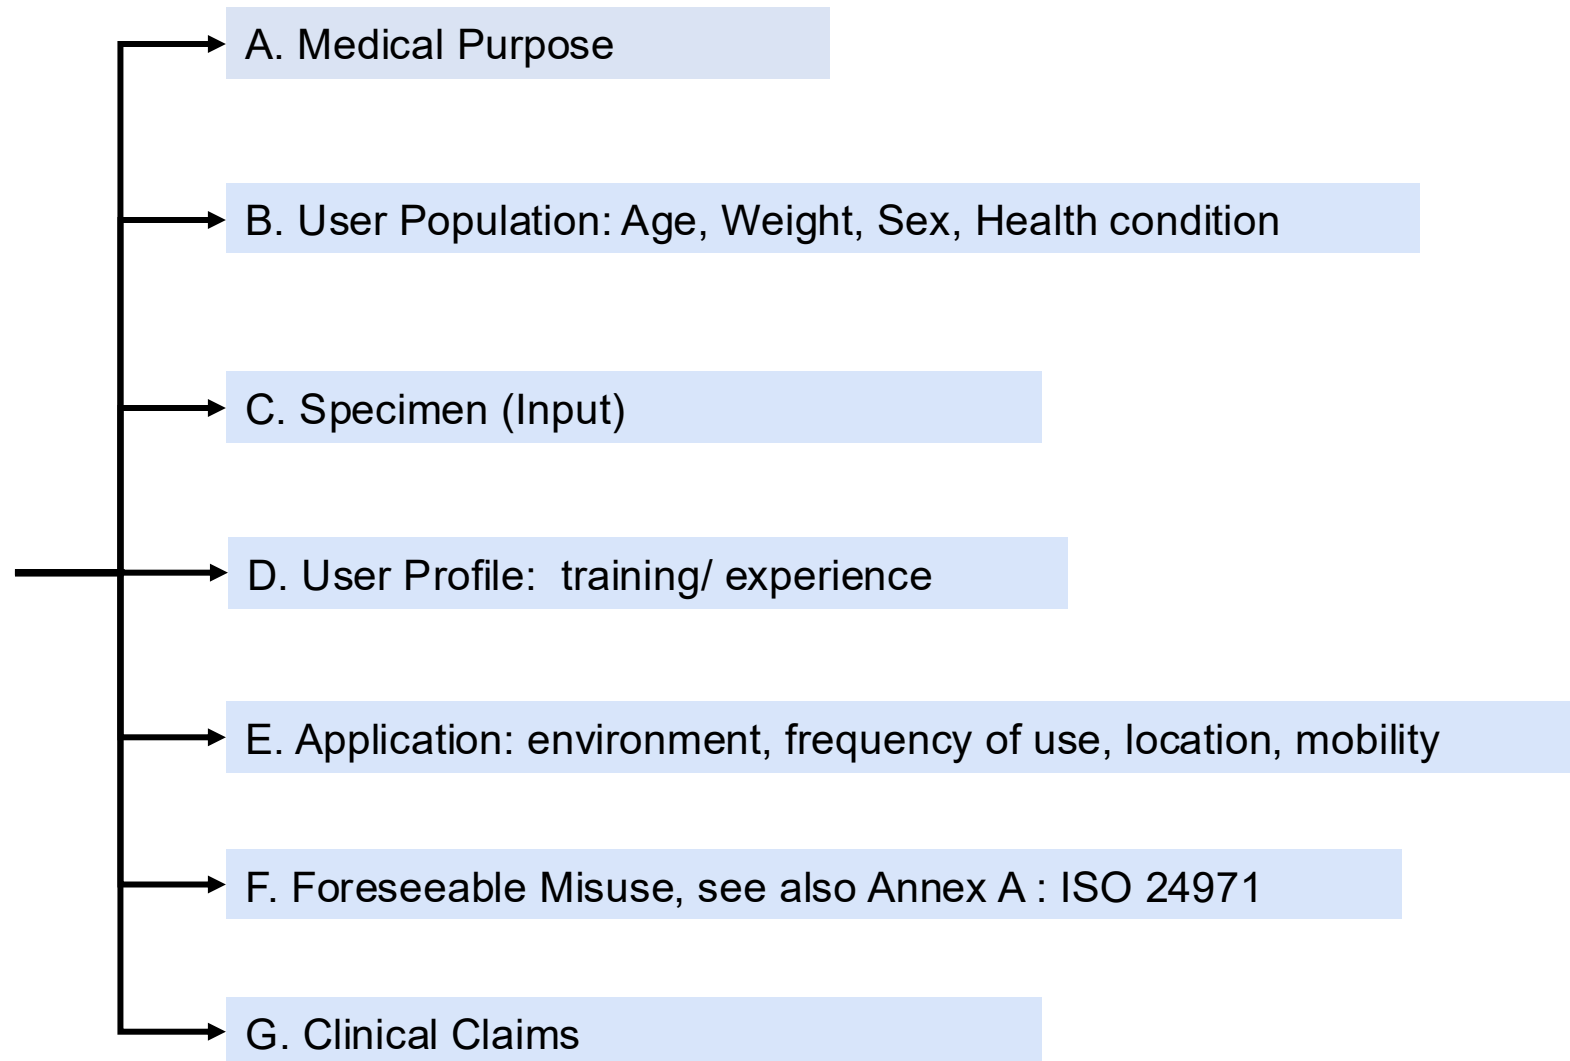 A. Medical Purpose
B. User Population: Age, Weight, Sex, Health condition
C. Specimen (Input)
D. User Profile:  training/ experience
E. Application: environment, frequency of use, location, mobility
F. Foreseeable Misuse, see also Annex A : ISO 24971
G. Clinical Claims